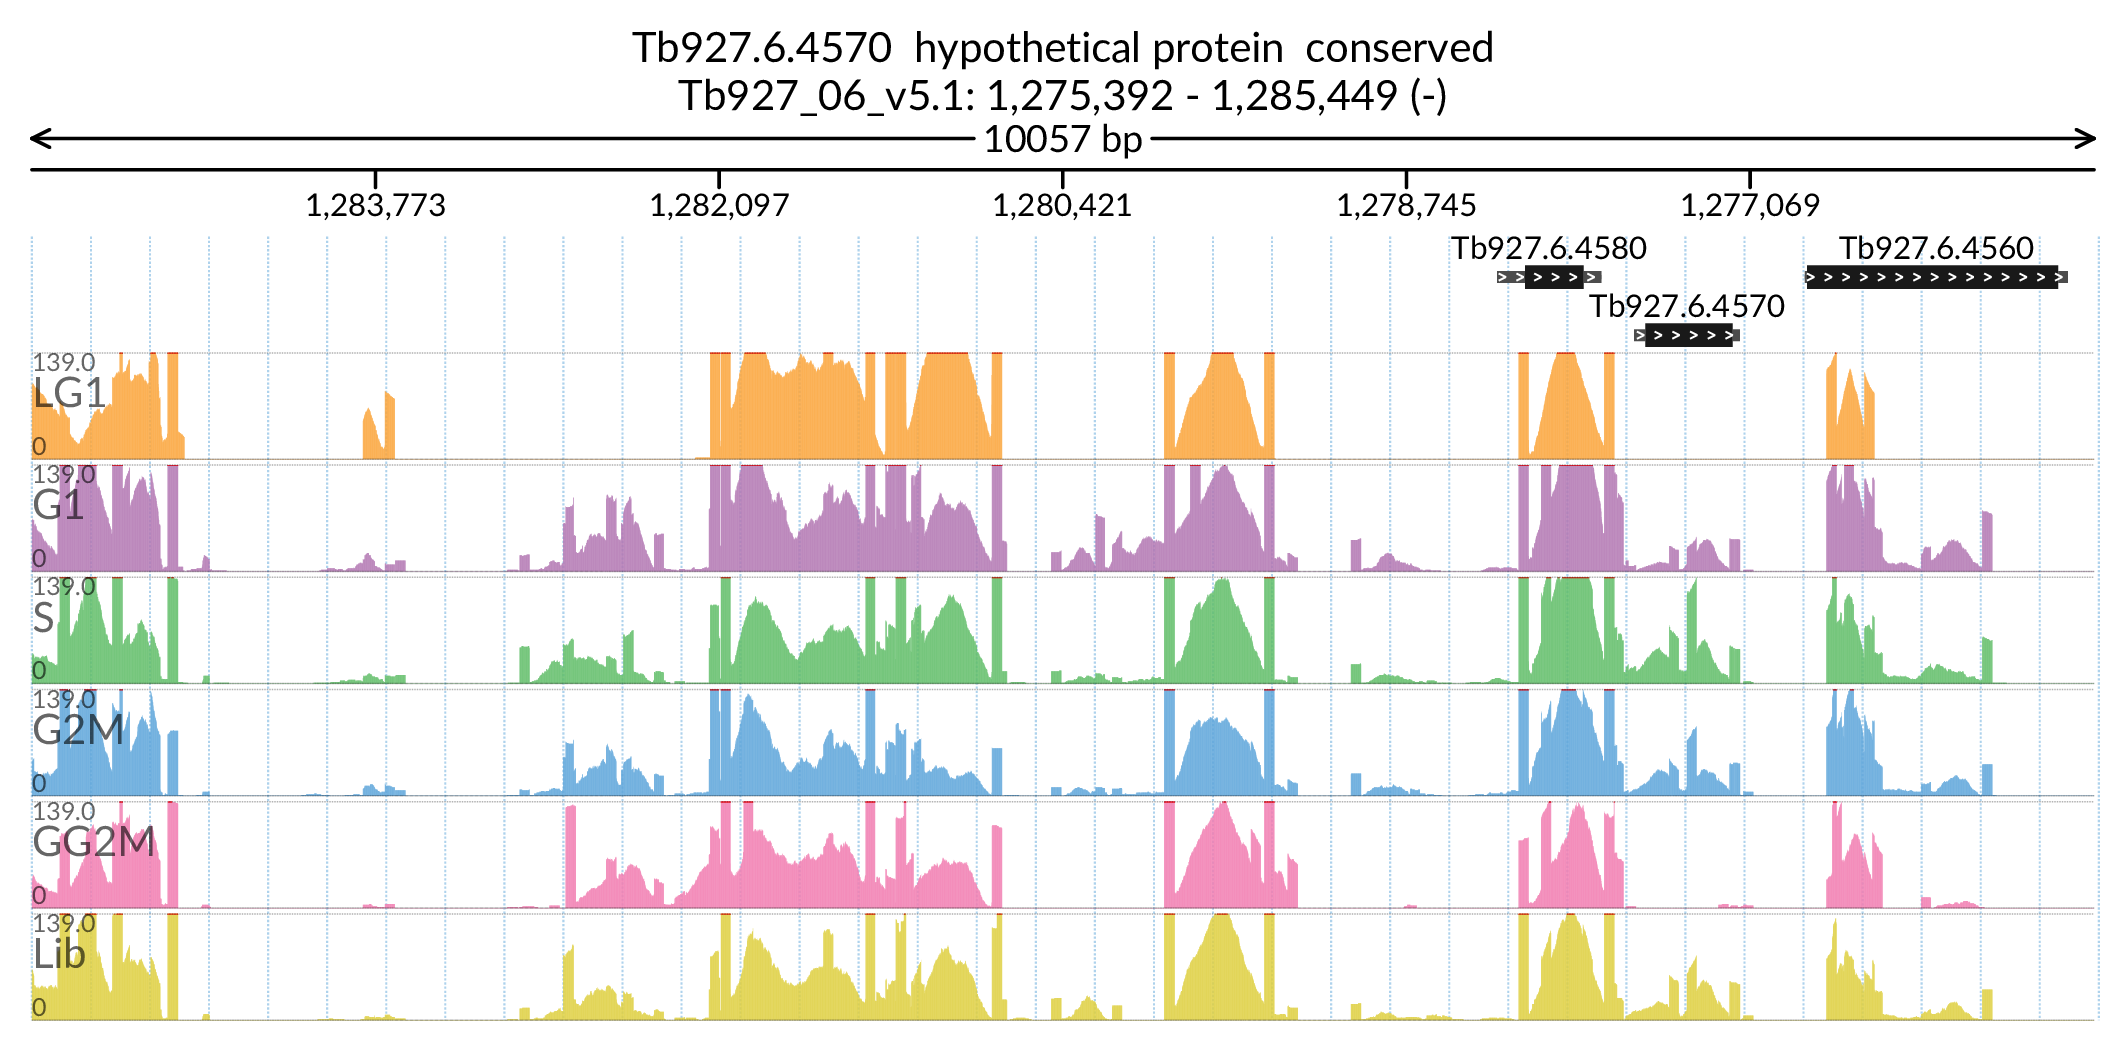 Tb927.6.4570  hypothetical protein  conserved
Tb927_06_v5.1: 1,275,392 - 1,285,449 (-)
10057 bp
1,283,773 1,282,097 1,280,421 1,278,745 1,277,069
Tb927.6.4580 Tb927.6.4560
Tb927.6.4570
139.0
LG1
0
139.0
G1
0
139.0
S
0
139.0
G2M
0
139.0
GG2M
0
139.0
Lib
0